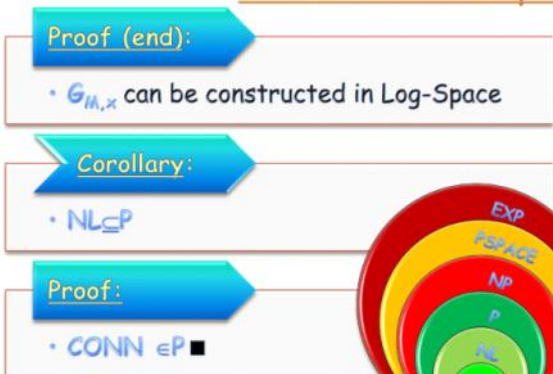 Proof (end):
• G_{M,x} can be constructed in Log-Space
Corollary:
• NL⊆P
Proof:
• CONN ∈P■
EXP
PSPACE
NP
P
NL